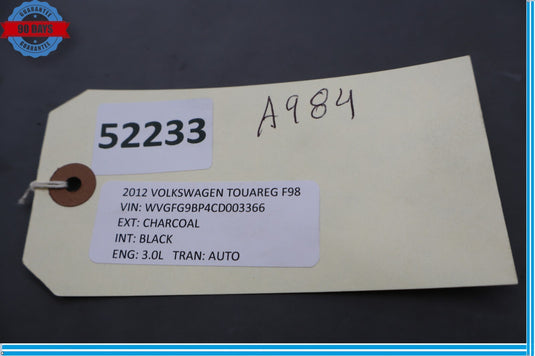 GUARANTEE
90 DAYS
GUARANTEE
A984
52233
2012 VOLKSWAGEN TOUAREG F98
VIN: WVGFG9BP4CD003366
EXT: CHARCOAL
INT: BLACK
ENG: 3.0L TRAN: AUTO